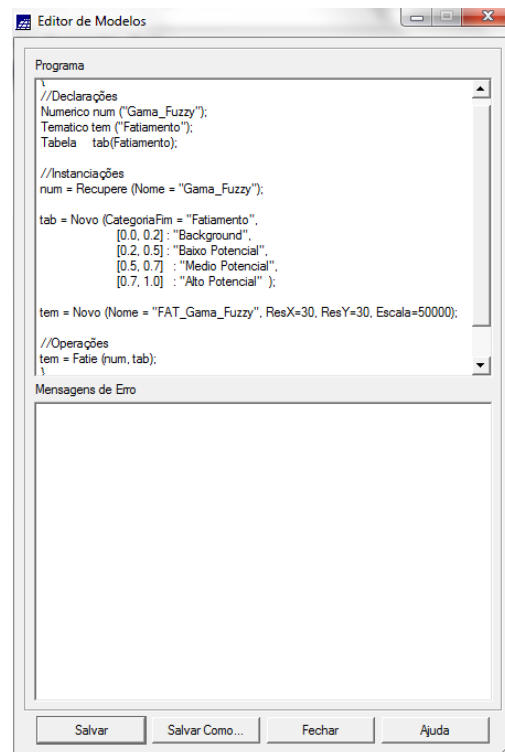 Editor de Modelos
Programa
}
//Declarações
Numerico num ("Gama_Fuzzy");
Tematico tem ("Fatiamento");
Tabela tab(Fatiamento);
//Instanciações
num = Recupere (Nome = "Gama_Fuzzy");
tab = Novo (CategoriaFim = "Fatiamento",
[0.0, 0.2] : "Background",
[0.2, 0.5] : "Baixo Potencial",
[0.5, 0.7] : "Medio Potencial",
[0.7, 1.0] : "Alto Potencial" );
tem = Novo (Nome = "FAT_Gama_Fuzzy", ResX=30, ResY=30, Escala=50000);
//Operações
tem = Fatie (num, tab);
}
Mensagens de Erro
Salvar Salvar Como... Fechar Ajuda